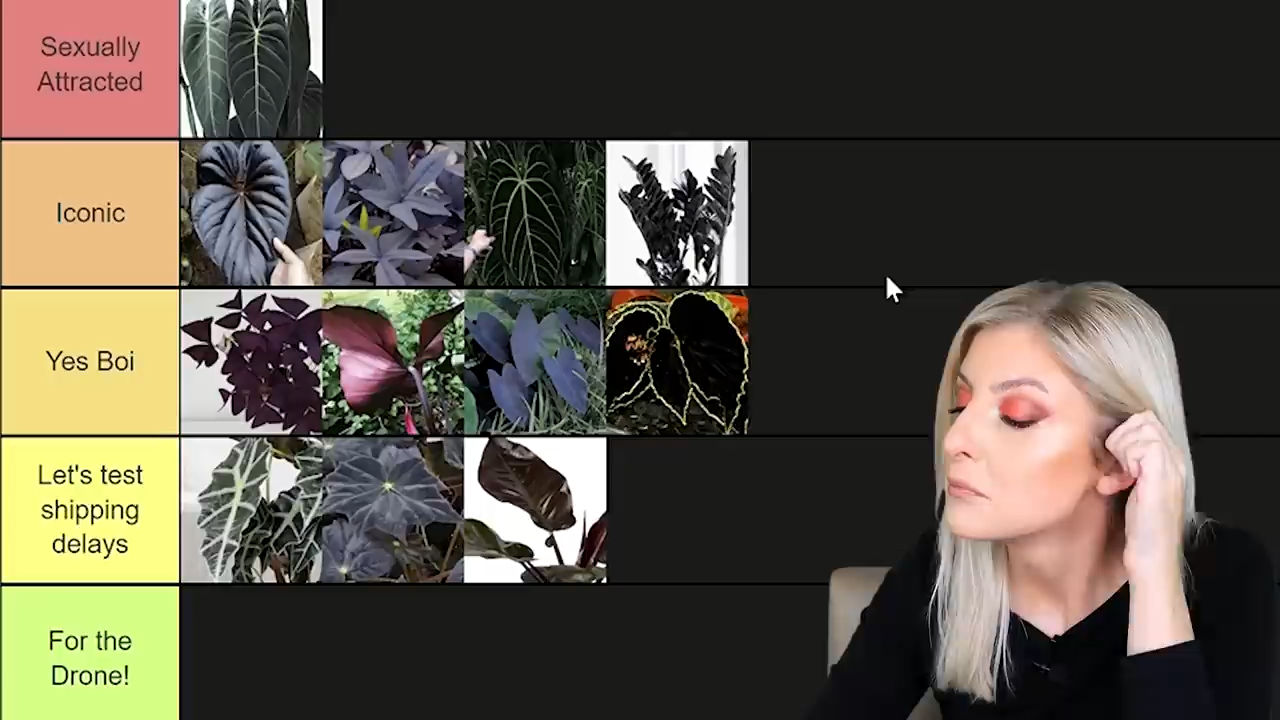 Sexually
Attracted
Iconic
Yes Boi
Let's test
shipping
delays
For the
Drone!